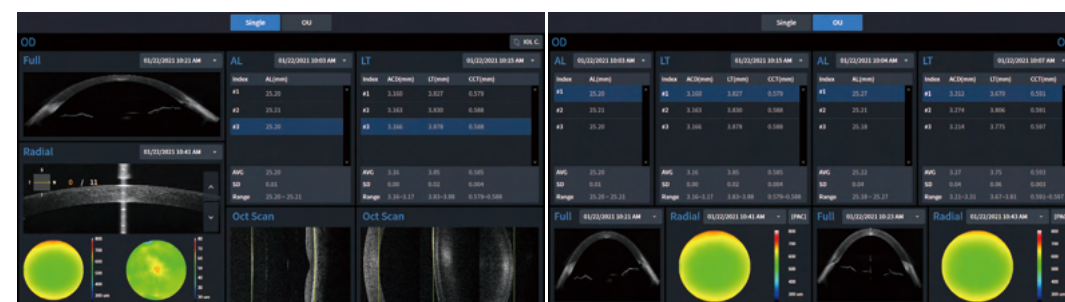 Single OU
OD
IOL C.
Full 01/22/2021 10:21 AM
AL 01/22/2021 10:03 AM
LT 01/22/2021 10:15 AM
Index AL(mm)
#1 25.20
#2 25.21
#3 25.20
AVG 25.20
SD 0.01
Range 25.20~25.21
Index ACD(mm) LT(mm) CCT(mm)
#1 3.160 3.827 0.579
#2 3.163 3.830 0.588
#3 3.166 3.878 0.588
AVG 3.16 3.85 0.585
SD 0.00 0.02 0.004
Range 3.16~3.17 3.83~3.88 0.579~0.588
Radial 01/22/2021 10:41 AM
0 / 11
Oct Scan
Oct Scan
Single OU
OD
AL 01/22/2021 10:03 AM
LT 01/22/2021 10:15 AM
AL 01/22/2021 10:04 AM
LT 01/22/2021 10:07 AM
Index AL(mm)
#1 25.20
#2 25.21
#3 25.20
AVG 25.20
SD 0.01
Range 25.20~25.21
Index ACD(mm) LT(mm) CCT(mm)
#1 3.160 3.827 0.579
#2 3.163 3.830 0.588
#3 3.166 3.878 0.588
AVG 3.16 3.85 0.585
SD 0.00 0.02 0.004
Range 3.16~3.17 3.83~3.88 0.579~0.588
Index AL(mm)
#1 25.27
#2 25.21
#3 25.18
AVG 25.22
SD 0.04
Range 25.18~25.27
Index ACD(mm) LT(mm) CCT(mm)
#1 3.312 3.670 0.591
#2 3.274 3.806 0.591
#3 3.214 3.775 0.597
AVG 3.27 3.75 0.593
SD 0.04 0.06 0.003
Range 3.21~3.31 3.67~3.81 0.591~0.597
Full 01/22/2021 10:21 AM
Radial 01/22/2021 10:41 AM [PAC]
Full 01/22/2021 10:23 AM
Radial 01/22/2021 10:43 AM